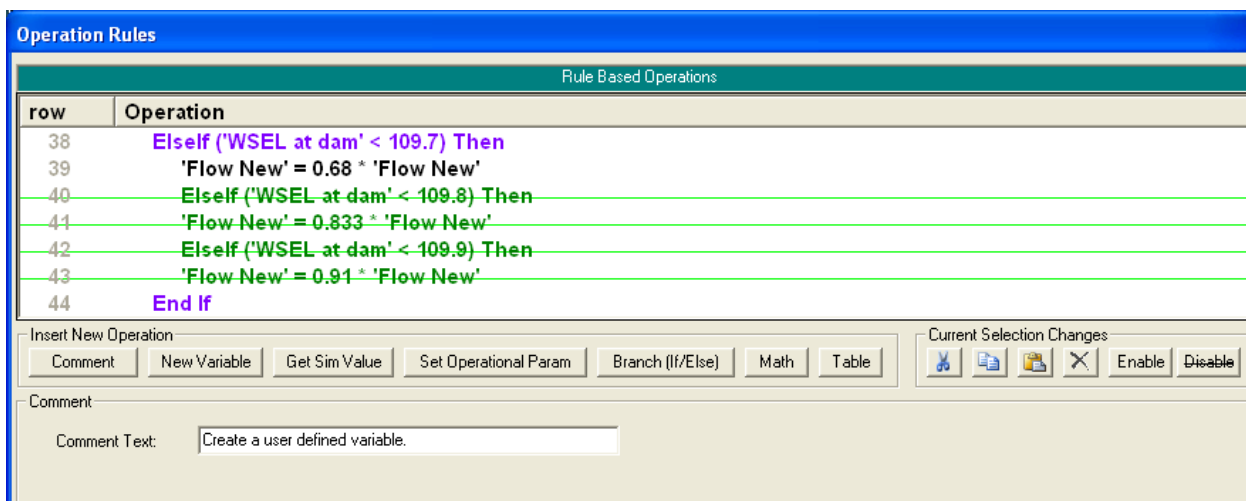 Operation Rules
Rule Based Operations
row Operation
38 ElseIf ('WSEL at dam' < 109.7) Then
39 'Flow New' = 0.68 * 'Flow New'
40 ElseIf ('WSEL at dam' < 109.8) Then
41 'Flow New' = 0.833 * 'Flow New'
42 ElseIf ('WSEL at dam' < 109.9) Then
43 'Flow New' = 0.91 * 'Flow New'
44 End If
Insert New Operation Current Selection Changes
Comment New Variable Get Sim Value Set Operational Param Branch (If/Else) Math Table Enable Disable
Comment
Comment Text: Create a user defined variable.